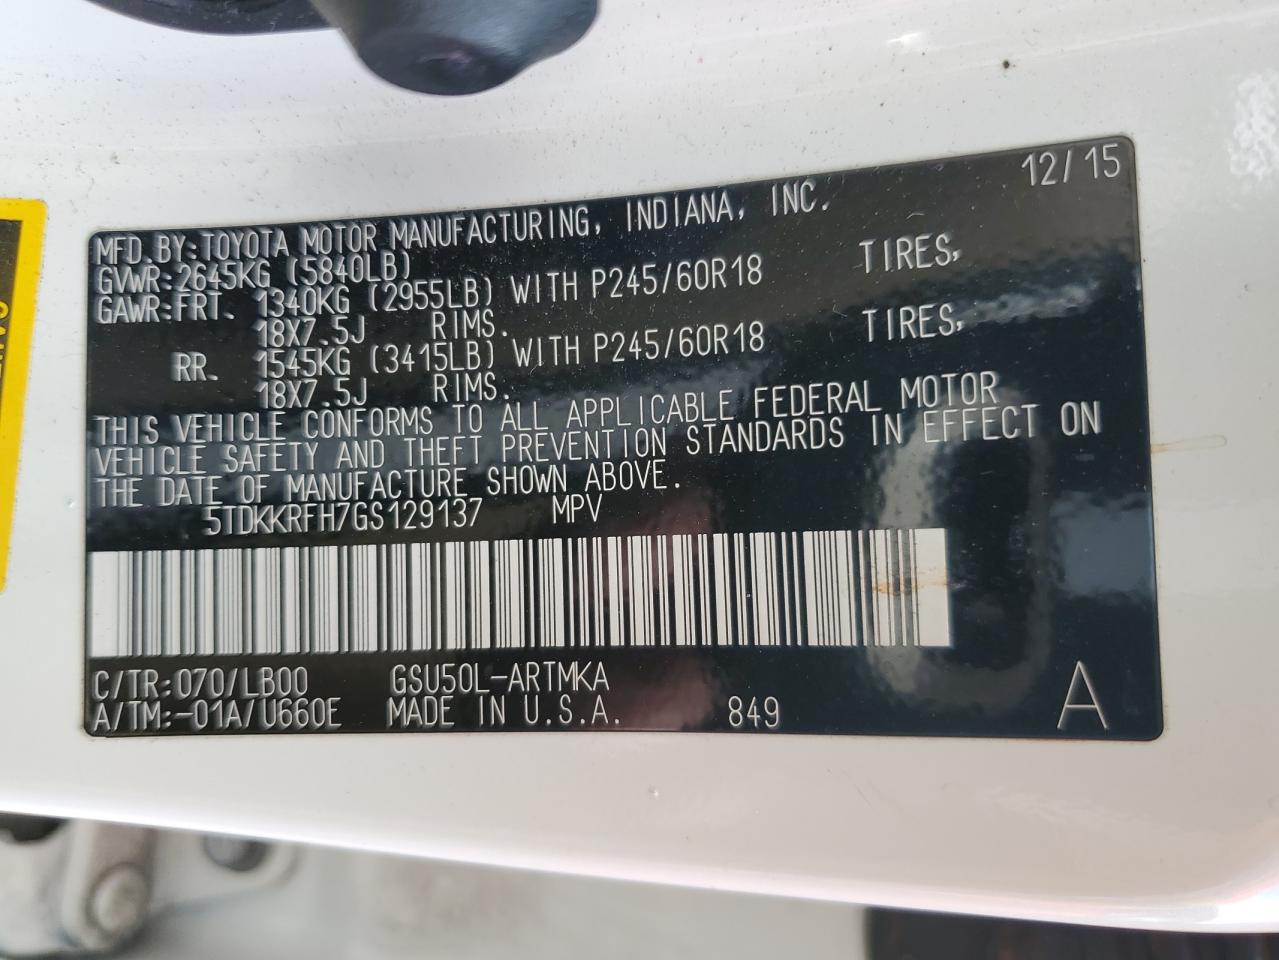 12/15
MFD.BY:TOYOTA MOTOR MANUFACTURING, INDIANA, INC.
GVWR:2645KG (5840LB)
GAWR:FRT. 1340KG (2955LB) WITH P245/60R18 TIRES,
18X7.5J RIMS.
RR. 1545KG (3415LB) WITH P245/60R18 TIRES,
18X7.5J RIMS.
THIS VEHICLE CONFORMS TO ALL APPLICABLE FEDERAL MOTOR
VEHICLE SAFETY AND THEFT PREVENTION STANDARDS IN EFFECT ON
THE DATE OF MANUFACTURE SHOWN ABOVE.
5TDKKRFH7GS129137 MPV
C/TR:070/LB00 GSU50L-ARTMKA
A/TM:-01A/U660E MADE IN U.S.A. 849 A